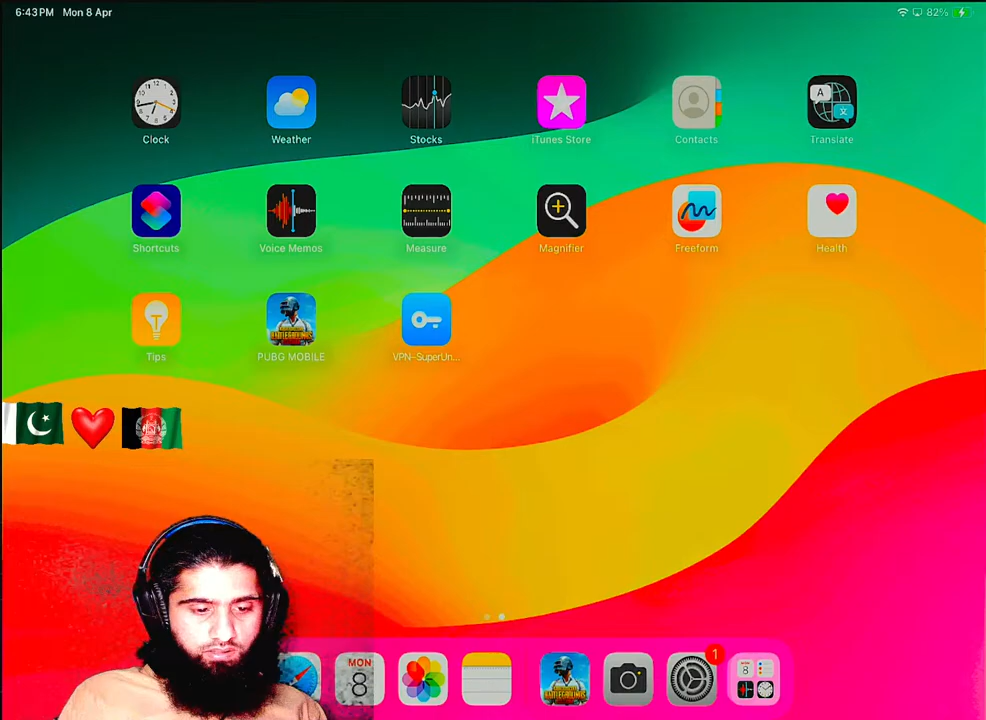 6:43 PM Mon 8 Apr
82%
Clock
Weather
Stocks
iTunes Store
Contacts
Translate
Shortcuts
Voice Memos
Measure
Magnifier
Freeform
Health
Tips
PUBG MOBILE
VPN-SuperUn...
MON
8
1